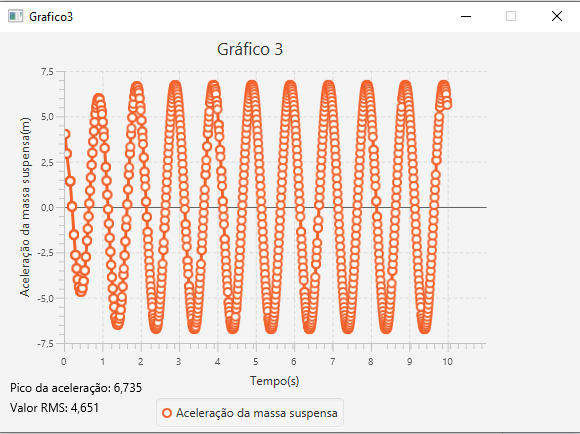 Grafico3
Gráfico 3
Aceleração da massa suspensa(m)
7,5
5,0
2,5
0,0
-2,5
-5,0
-7,5
0 1 2 3 4 5 6 7 8 9 10
Tempo(s)
Pico da aceleração: 6,735
Valor RMS: 4,651
Aceleração da massa suspensa